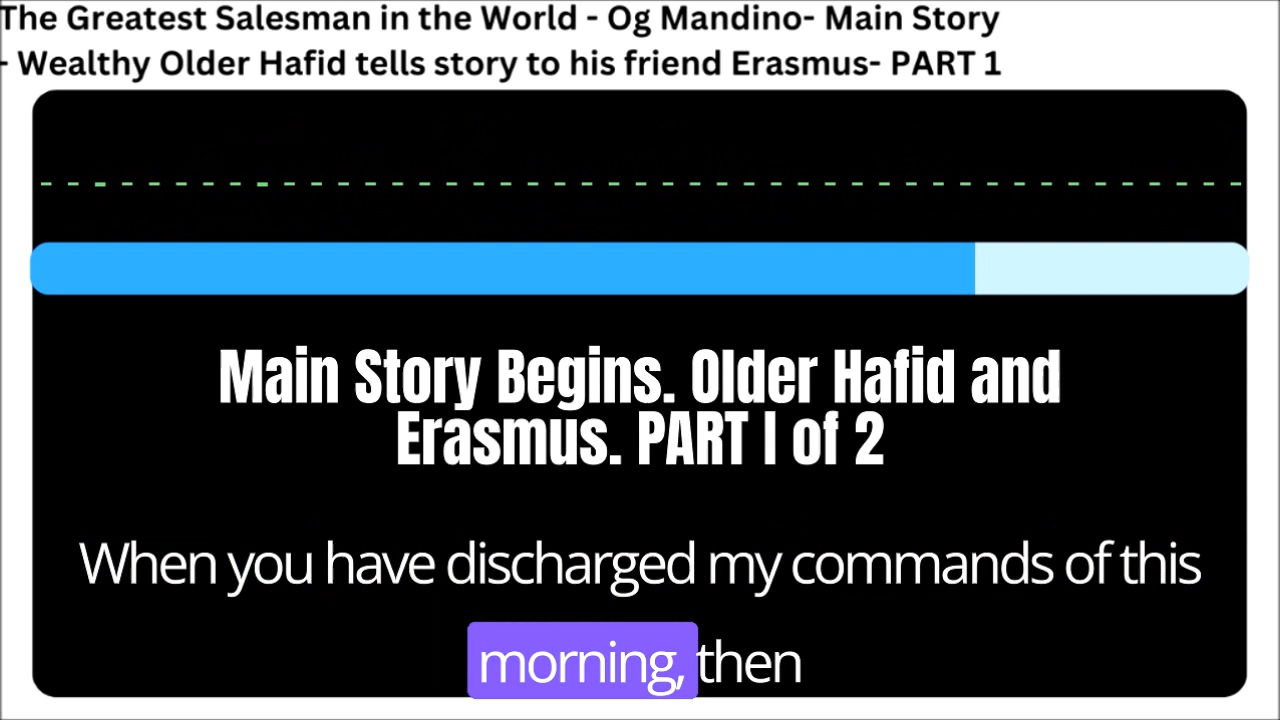 The Greatest Salesman in the World - Og Mandino- Main Story
- Wealthy Older Hafid tells story to his friend Erasmus- PART 1
Main Story Begins. Older Hafid and
Erasmus. PART I of 2
When you have discharged my commands of this
morning, then